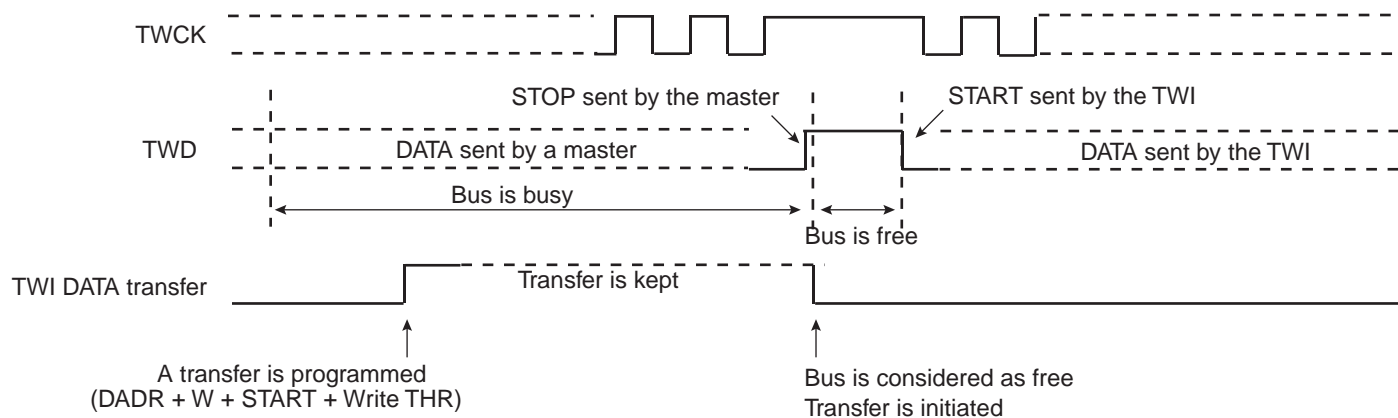 TWCK
STOP sent by the master
START sent by the TWI
TWD
DATA sent by a master
DATA sent by the TWI
Bus is busy
Bus is free
TWI DATA transfer
Transfer is kept
A transfer is programmed
(DADR + W + START + Write THR)
Bus is considered as free
Transfer is initiated